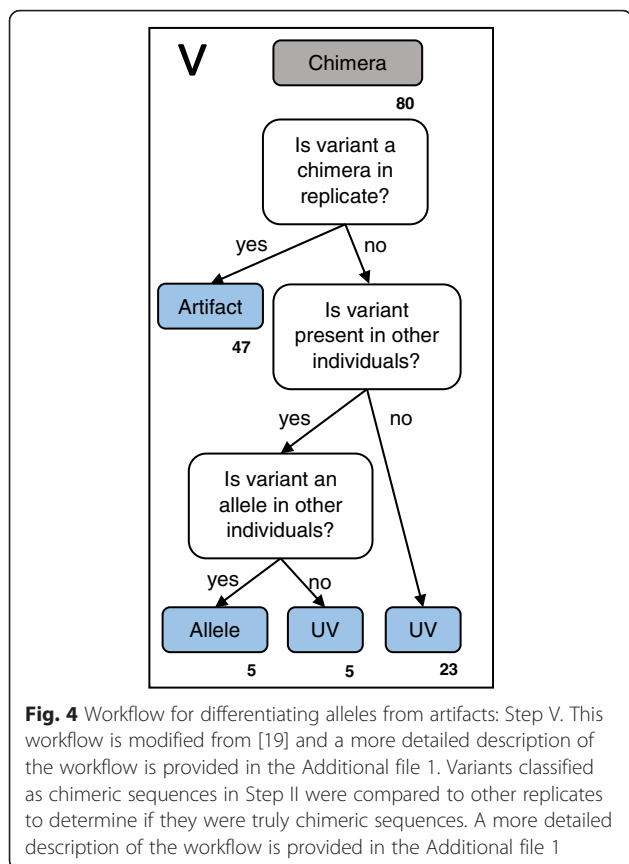 V
Chimera
80
Is variant a
chimera in
replicate?
yes
no
Artifact
47
Is variant
present in other
individuals?
yes
no
Is variant an
allele in other
individuals?
yes
no
Allele
UV
UV
5
5
23
Fig. 4 Workflow for differentiating alleles from artifacts: Step V. This
workflow is modified from [19] and a more detailed description of
the workflow is provided in the Additional file 1. Variants classified
as chimeric sequences in Step II were compared to other replicates
to determine if they were truly chimeric sequences. A more detailed
description of the workflow is provided in the Additional file 1